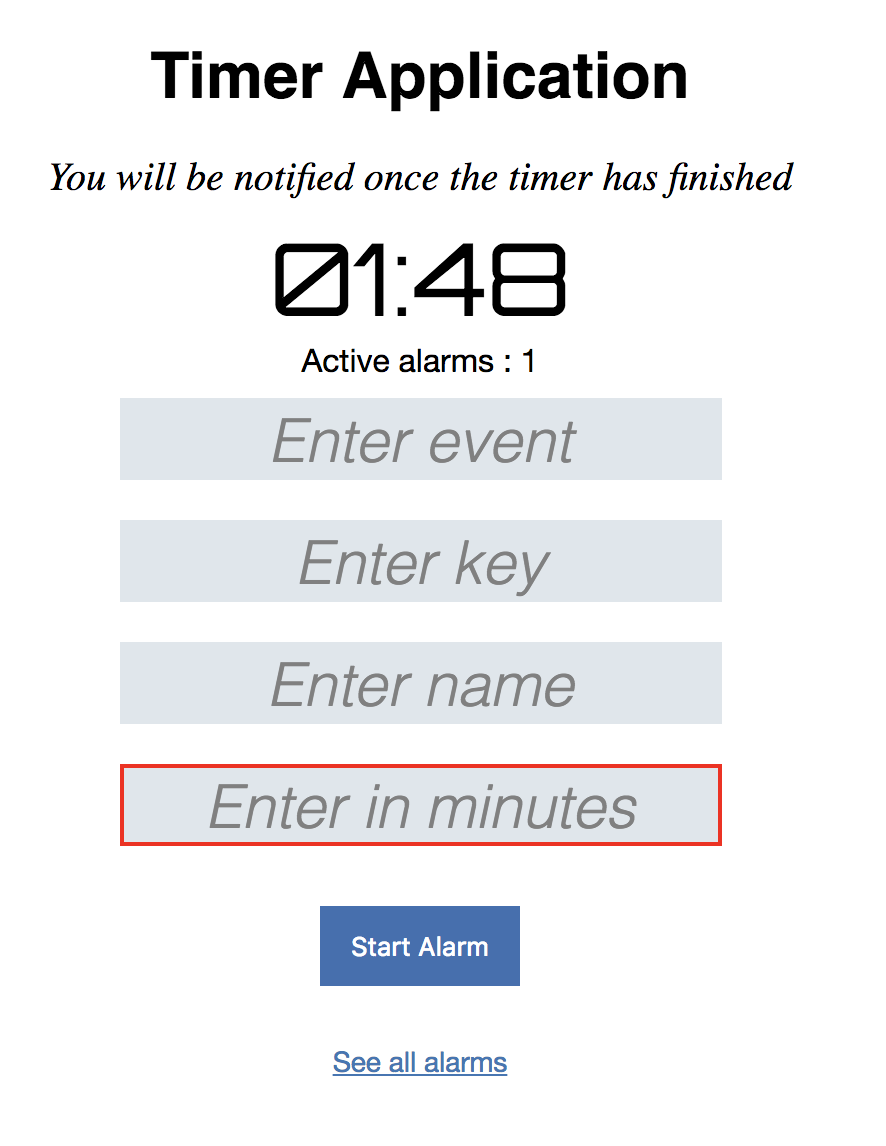 Timer Application
You will be notified once the timer has finished
01:48
Active alarms : 1
Enter event
Enter key
Enter name
Enter in minutes
Start Alarm
See all alarms